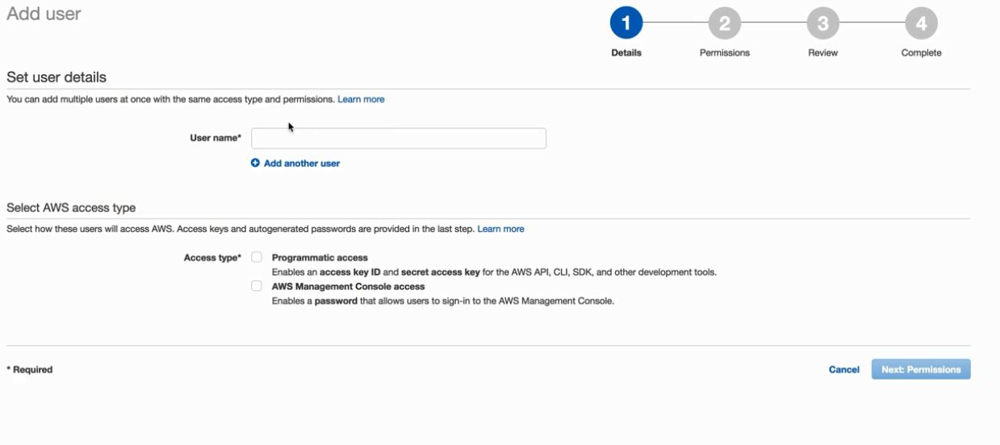 Add user
1 2 3 4
Details Permissions Review Complete
Set user details
You can add multiple users at once with the same access type and permissions. Learn more
User name*
Add another user
Select AWS access type
Select how these users will access AWS. Access keys and autogenerated passwords are provided in the last step. Learn more
Access type* Programmatic access
Enables an access key ID and secret access key for the AWS API, CLI, SDK, and other development tools.
AWS Management Console access
Enables a password that allows users to sign-in to the AWS Management Console.
* Required Cancel Next: Permissions